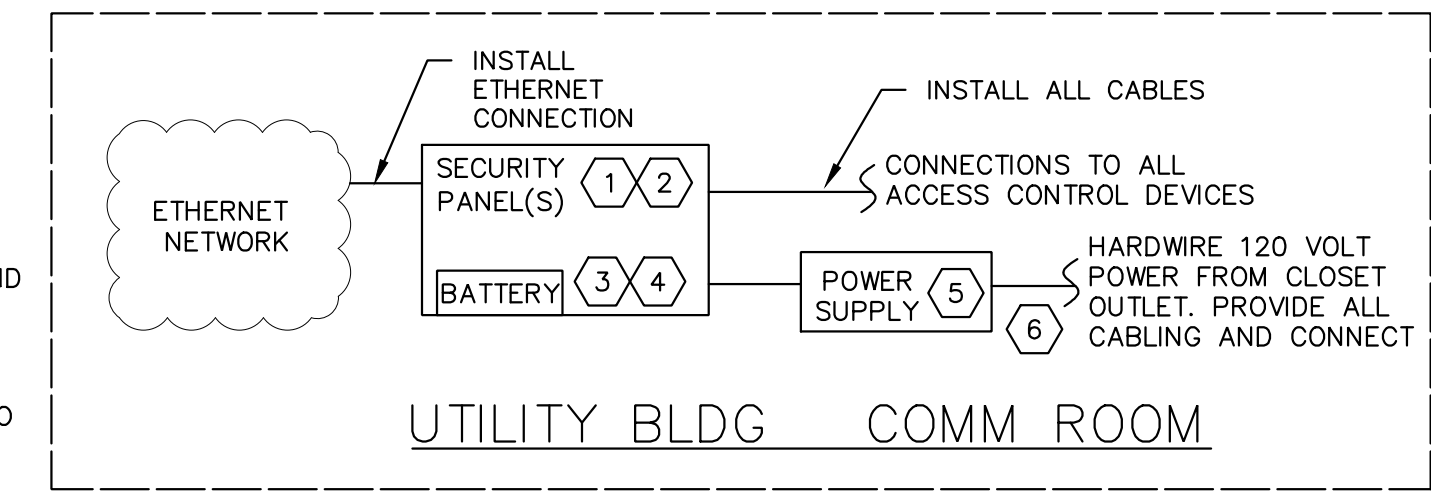 INSTALL
ETHERNET
CONNECTION
INSTALL ALL CABLES
SECURITY
PANEL(S)
1 2
CONNECTIONS TO ALL
ACCESS CONTROL DEVICES
ETHERNET
NETWORK
BATTERY
3 4
POWER
SUPPLY
5
HARDWIRE 120 VOLT
POWER FROM CLOSET
OUTLET. PROVIDE ALL
CABLING AND CONNECT
6
UTILITY BLDG COMM ROOM